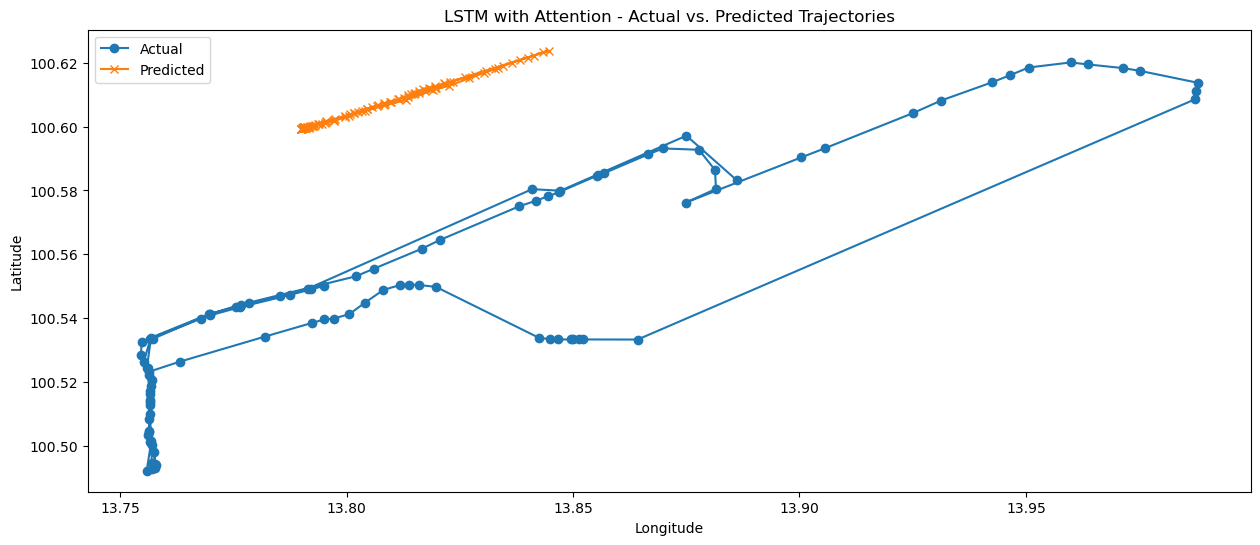 LSTM with Attention - Actual vs. Predicted Trajectories
Actual
Predicted
100.62
100.60
100.58
100.56
100.54
100.52
100.50
Latitude
13.75
13.80
13.85
13.90
13.95
Longitude